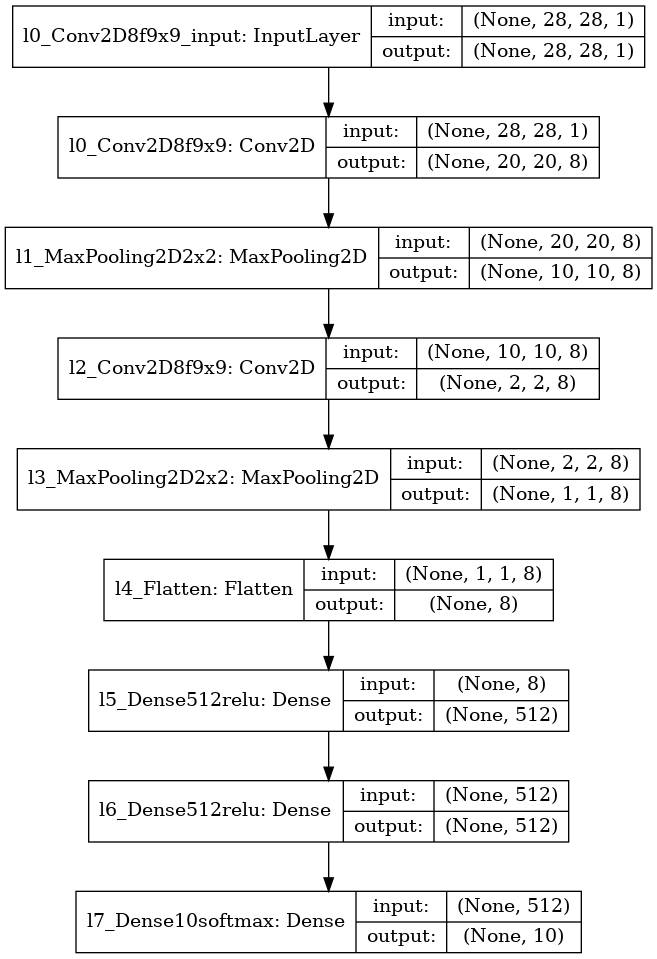 l0_Conv2D8f9x9_input: InputLayer
input: (None, 28, 28, 1)
output: (None, 28, 28, 1)
l0_Conv2D8f9x9: Conv2D
input: (None, 28, 28, 1)
output: (None, 20, 20, 8)
l1_MaxPooling2D2x2: MaxPooling2D
input: (None, 20, 20, 8)
output: (None, 10, 10, 8)
l2_Conv2D8f9x9: Conv2D
input: (None, 10, 10, 8)
output: (None, 2, 2, 8)
l3_MaxPooling2D2x2: MaxPooling2D
input: (None, 2, 2, 8)
output: (None, 1, 1, 8)
l4_Flatten: Flatten
input: (None, 1, 1, 8)
output: (None, 8)
l5_Dense512relu: Dense
input: (None, 8)
output: (None, 512)
l6_Dense512relu: Dense
input: (None, 512)
output: (None, 512)
l7_Dense10softmax: Dense
input: (None, 512)
output: (None, 10)